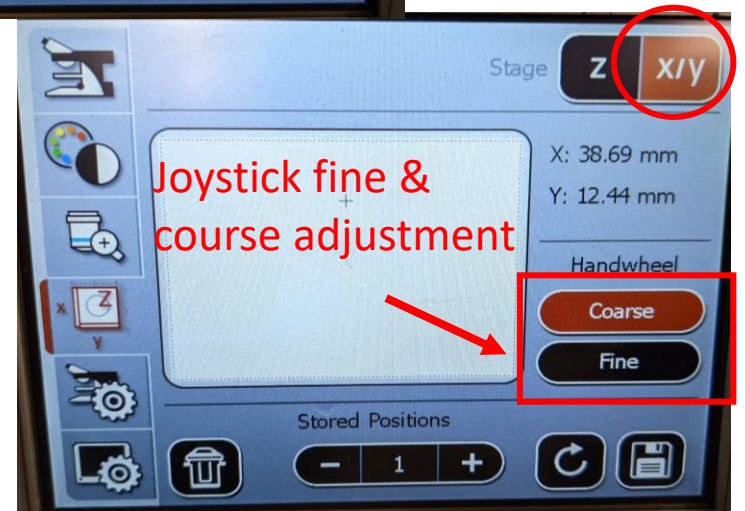 Stage Z X/Y
X: 38.69 mm
Y: 12.44 mm
Joystick fine &
course adjustment
Handwheel
Coarse
Fine
x Z
y
Stored Positions
- 1 +